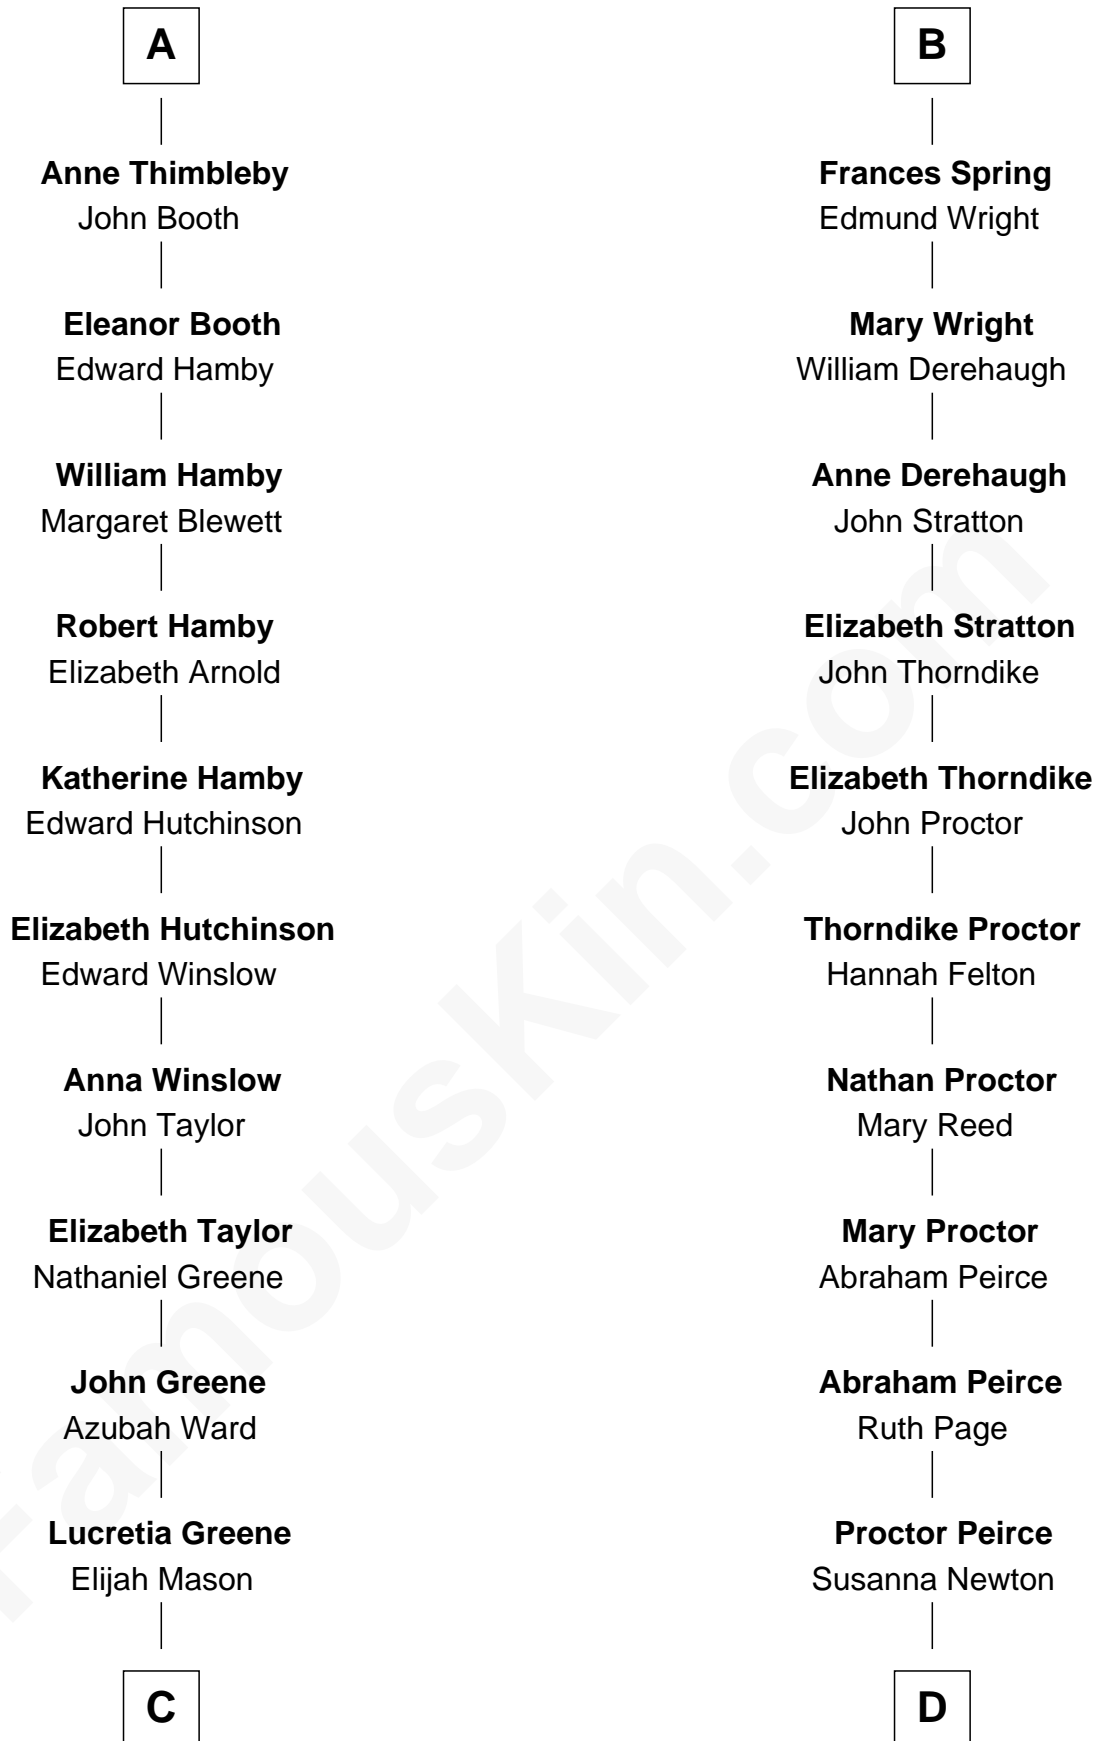 A
Anne Thimbleby
John Booth
Eleanor Booth
Edward Hamby
William Hamby
Margaret Blewett
Robert Hamby
Elizabeth Arnold
Katherine Hamby
Edward Hutchinson
Elizabeth Hutchinson
Edward Winslow
Anna Winslow
John Taylor
Elizabeth Taylor
Nathaniel Greene
John Greene
Azubah Ward
Lucretia Greene
Elijah Mason
C
B
Frances Spring
Edmund Wright
Mary Wright
William Derehaugh
Anne Derehaugh
John Stratton
Elizabeth Stratton
John Thorndike
Elizabeth Thorndike
John Proctor
Thorndike Proctor
Hannah Felton
Nathan Proctor
Mary Reed
Mary Proctor
Abraham Peirce
Abraham Peirce
Ruth Page
Proctor Peirce
Susanna Newton
D
FamousKin.com